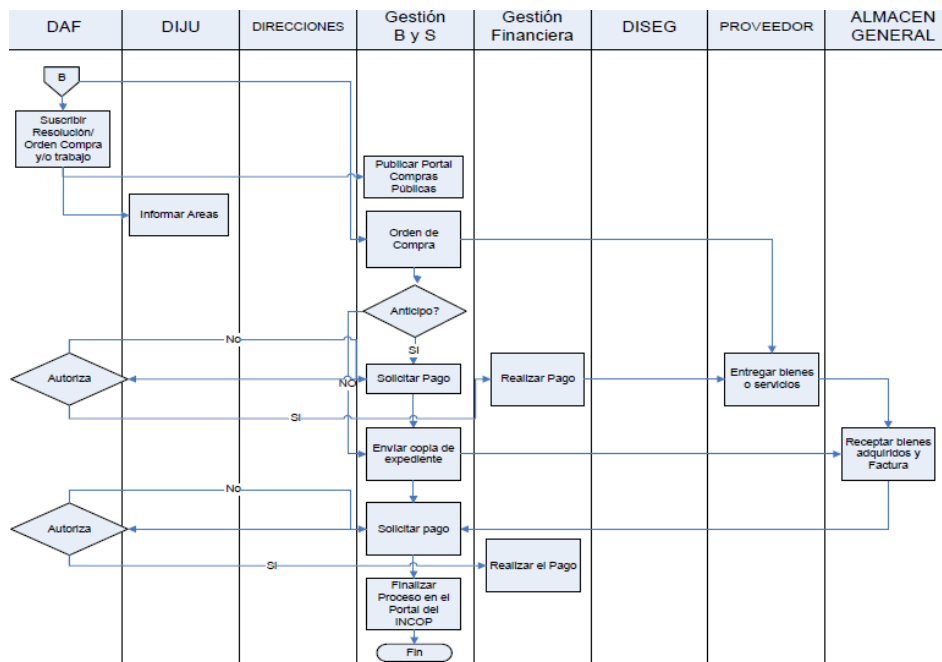 DAF
DIJU
DIRECCIONES
Gestión
B y S
Gestión
Financiera
DISEG
PROVEEDOR
ALMACEN
GENERAL
B
Suscribir
Resolución/
Orden Compra
y/o trabajo
Publicar Portal
Compras
Públicas
Informar Areas
Orden de
Compra
Anticipo?
No
SI
Autoriza
NO
Solicitar Pago
Realizar Pago
Entregar bienes
o servicios
SI
Enviar copia de
expediente
Receptar bienes
adquiridos y
Factura
No
Autoriza
Solicitar pago
SI
Realizar el Pago
Finalizar
Proceso en el
Portal del
INCOP
Fin